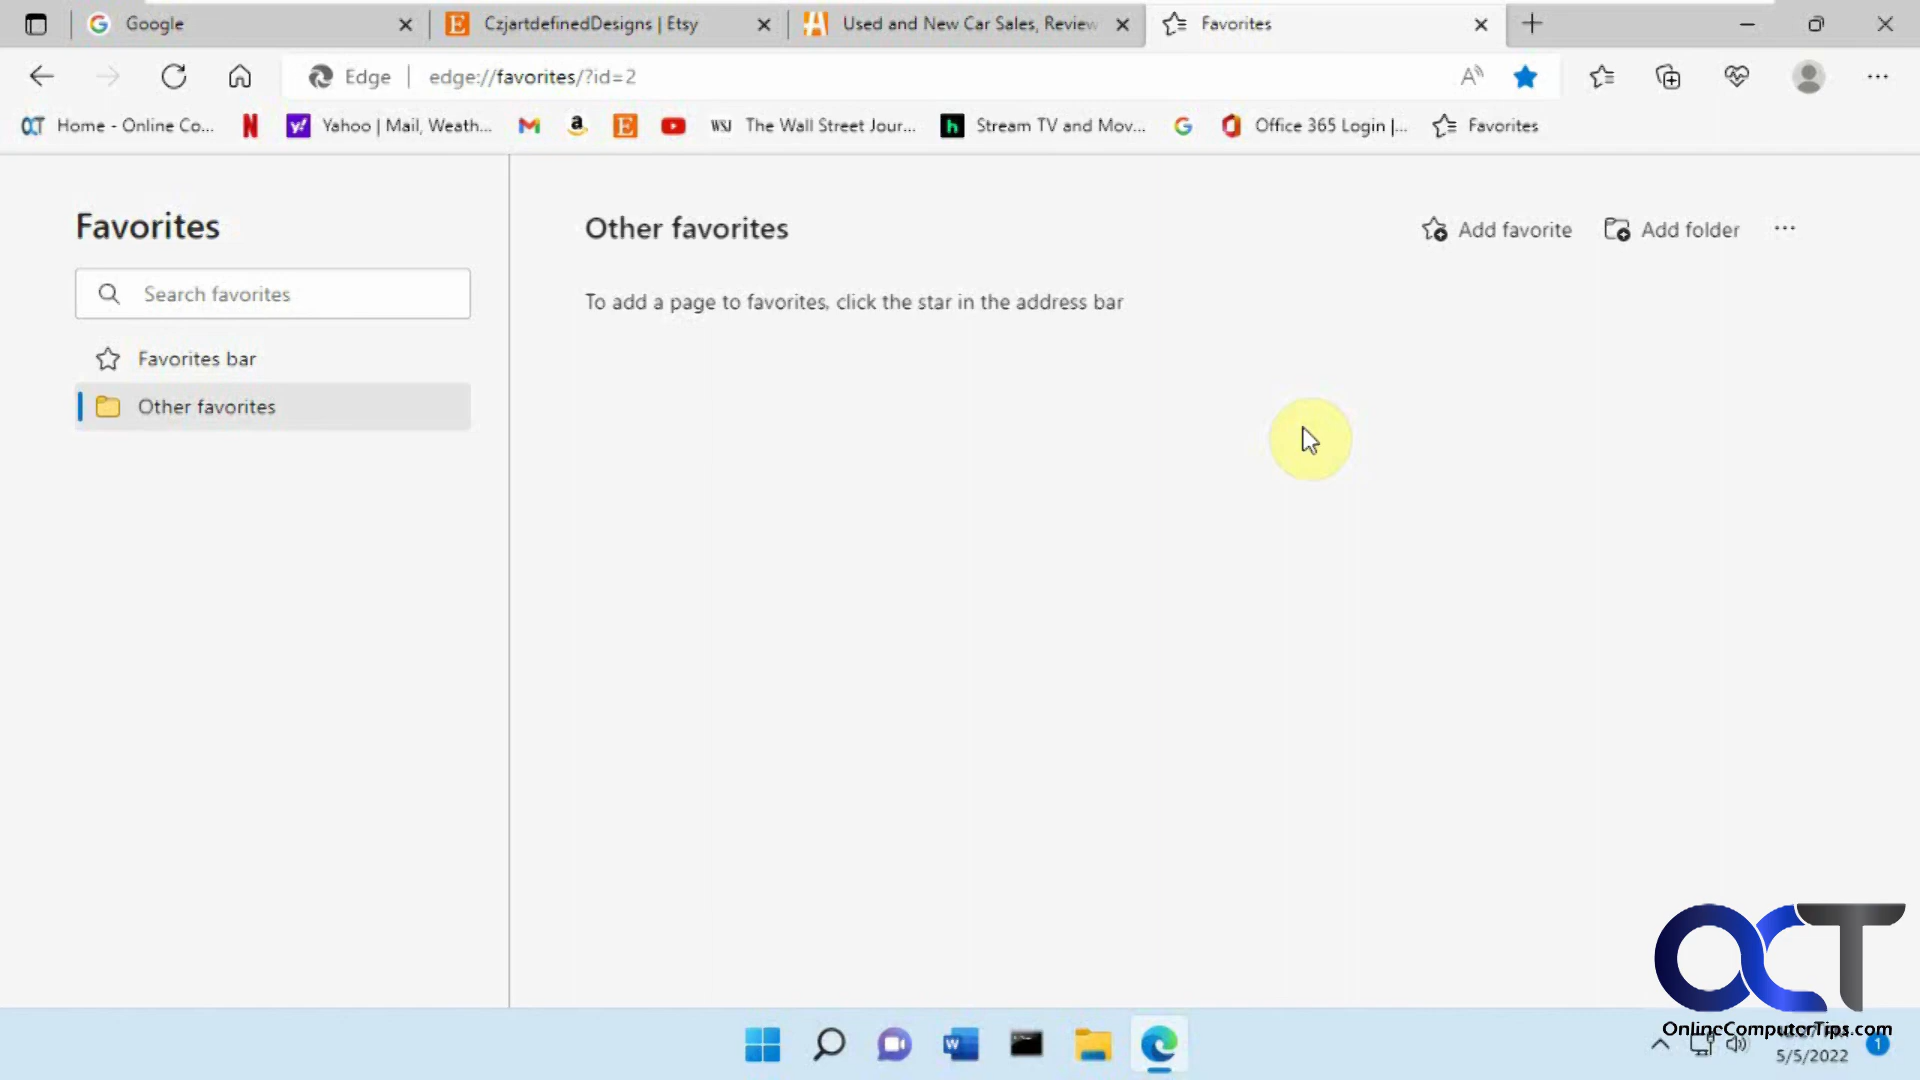 Google
CzjartdefinedDesigns | Etsy
Used and New Car Sales, Review
Favorites
Edge
edge://favorites/?id=2
Home - Online Co...
Yahoo | Mail, Weath...
WSJ The Wall Street Jour...
Stream TV and Mov...
Office 365 Login |...
Favorites
Favorites
Search favorites
Favorites bar
Other favorites
Other favorites
Add favorite
Add folder
To add a page to favorites, click the star in the address bar
OCT
OnlineComputerTips.com
5/5/2022
1